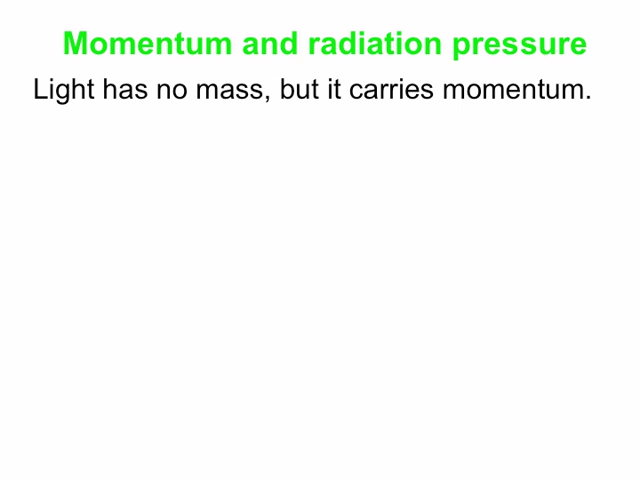 Momentum and radiation pressure
Light has no mass, but it carries momentum.